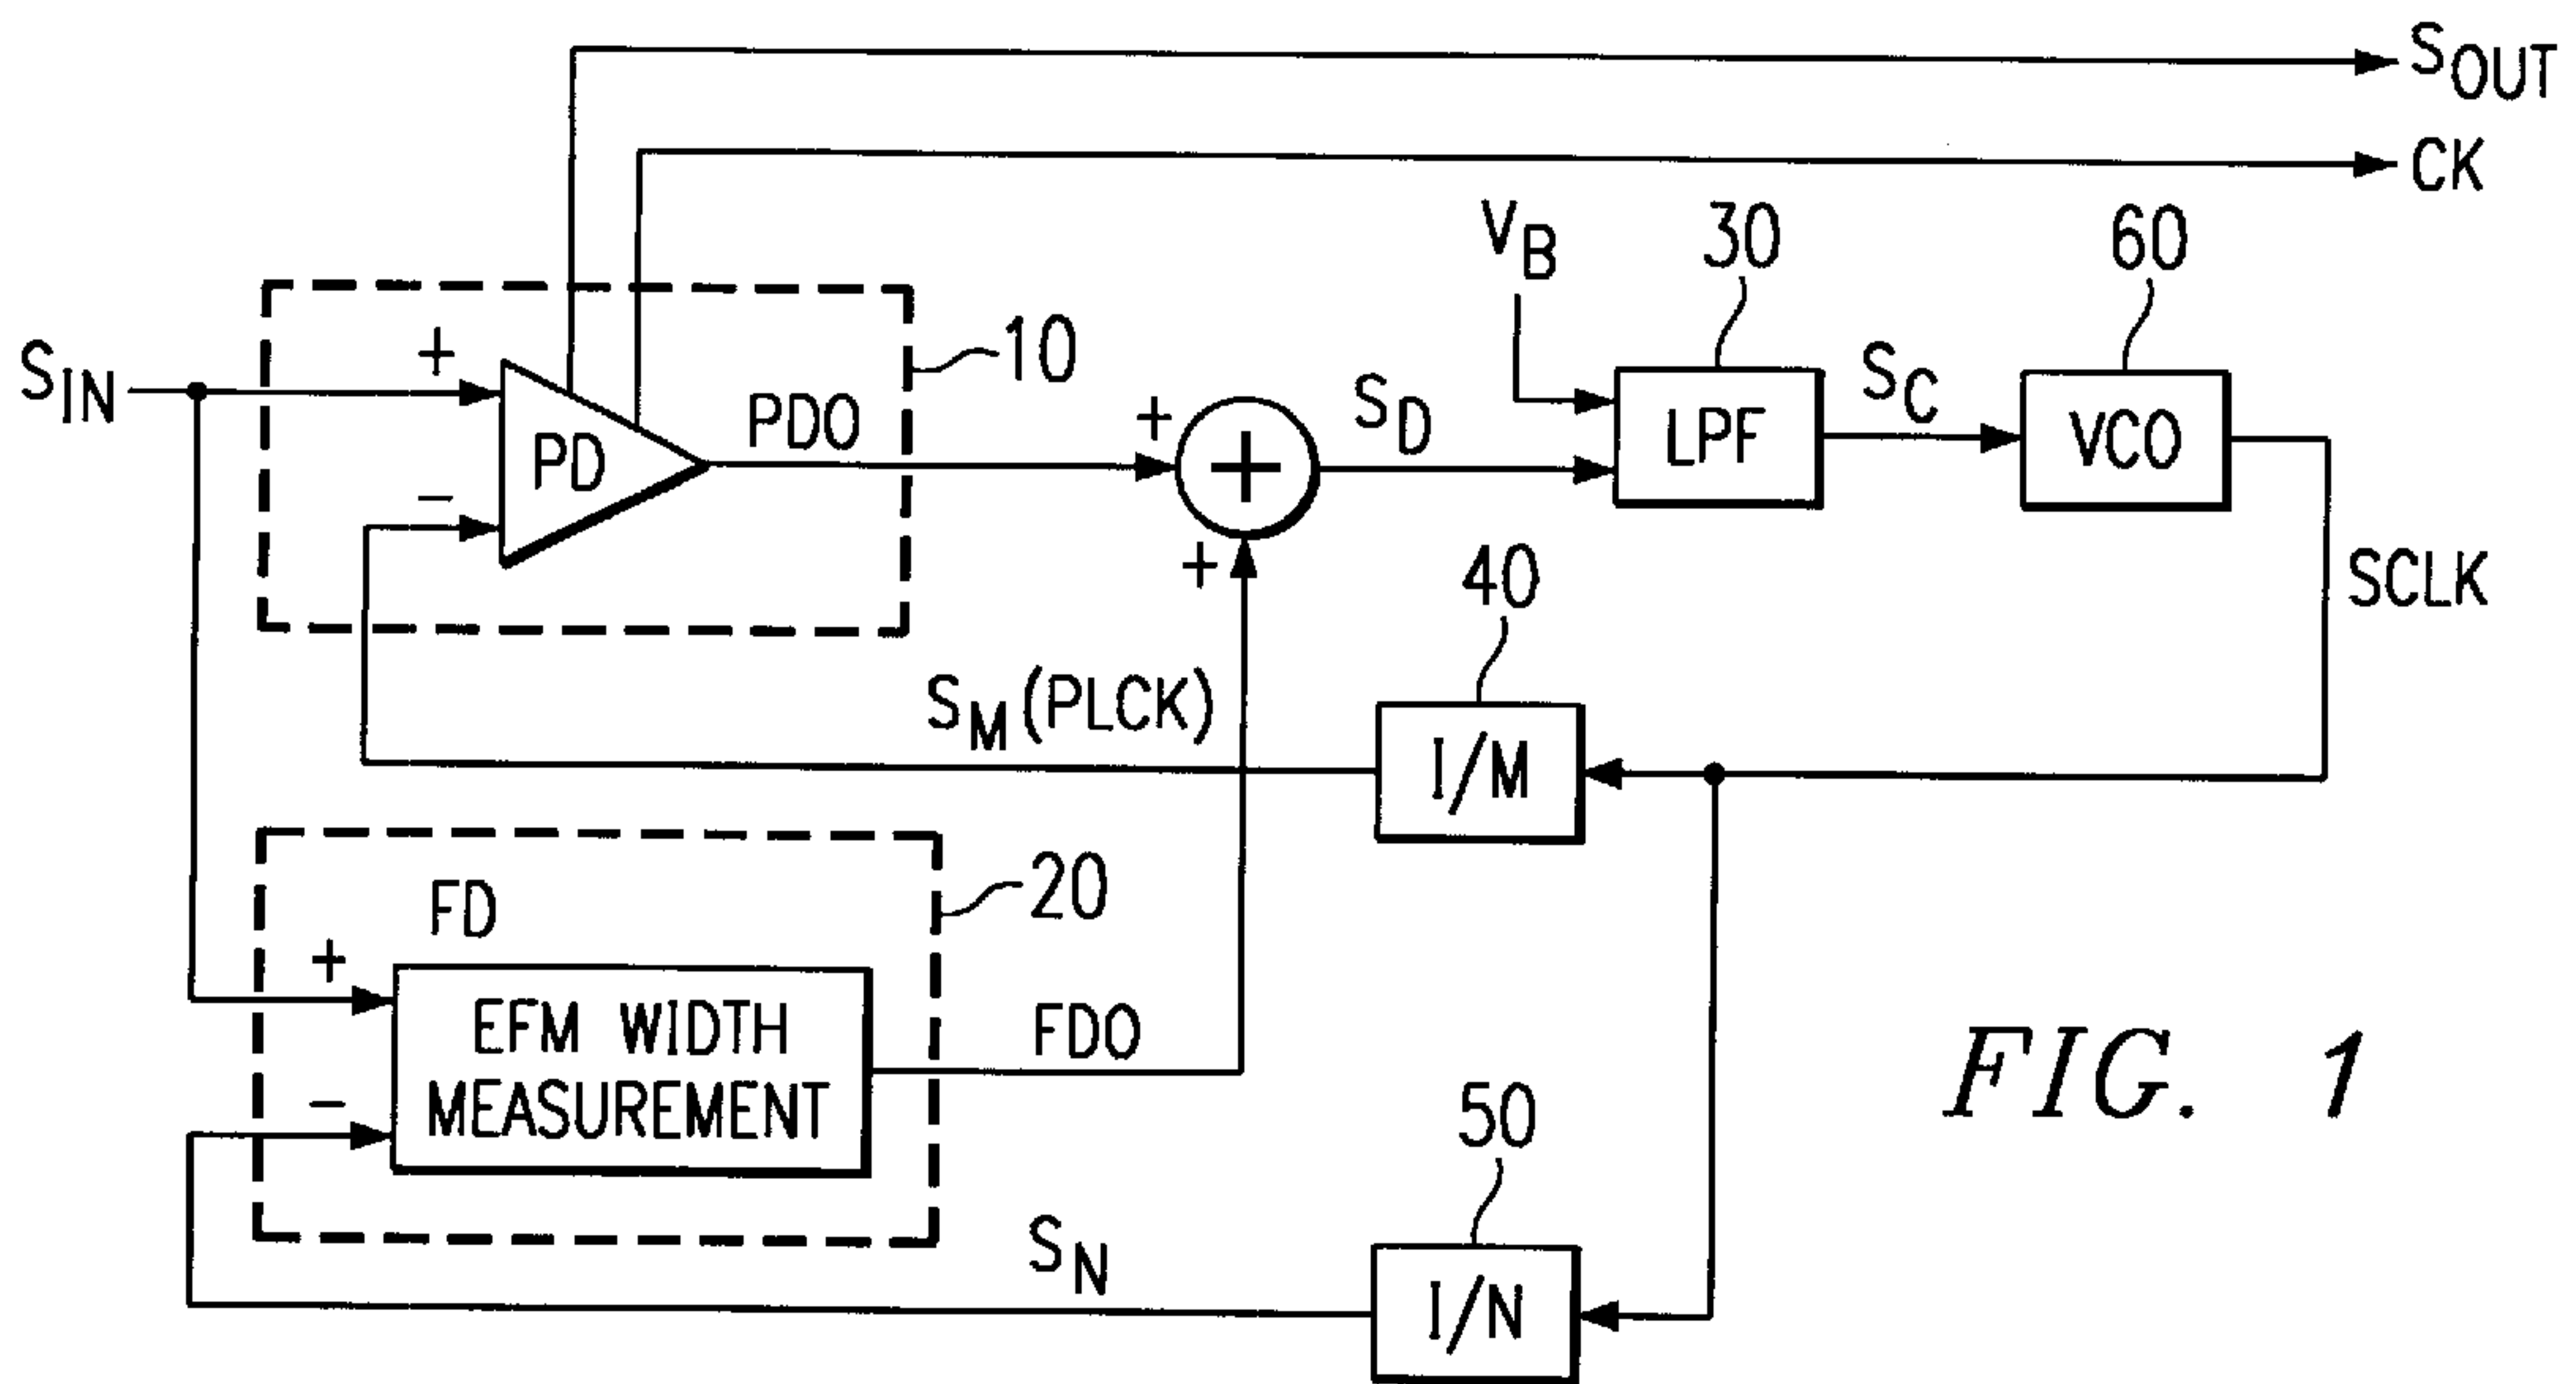 SOUT
CK
VB
30
60
SIN
+
10
PDO
PD
−
+
+
+
SD
LPF
SC
VCO
SCLK
40
SM (PLCK)
I/M
FD
20
+
EFM WIDTH
MEASUREMENT
−
FDO
50
SN
I/N
FIG. 1